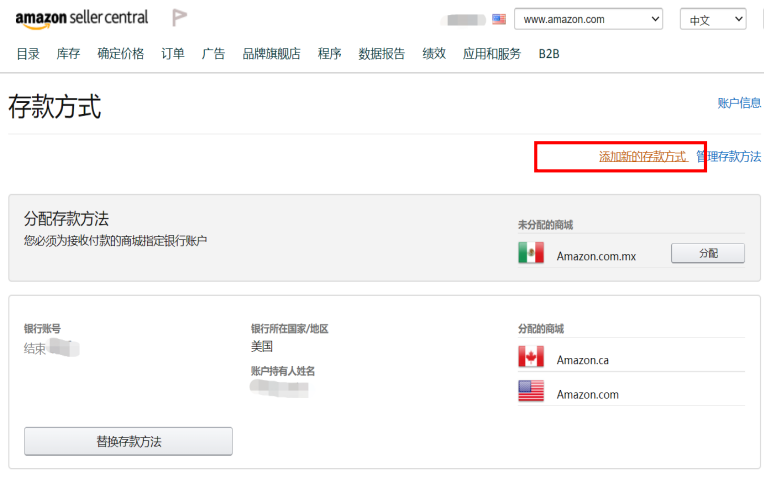 amazon seller central
www.amazon.com
中文
目录 库存 确定价格 订单 广告 品牌旗舰店 程序 数据报告 绩效 应用和服务 B2B
存款方式
账户信息
添加新的存款方式 管理存款方法
分配存款方法
您必须为接收付款的商城指定银行账户
未分配的商城
Amazon.com.mx
分配
银行账号
结束
银行所在国家/地区
美国
账户持有人姓名
分配的商城
Amazon.ca
Amazon.com
替换存款方法